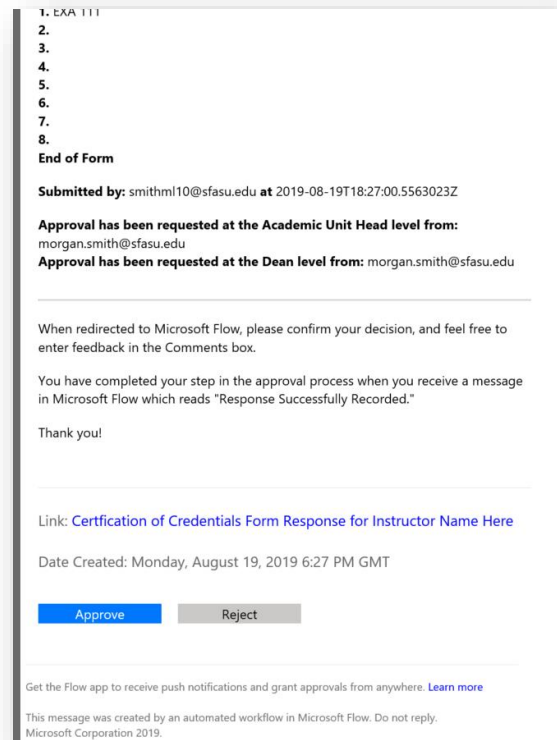 1. EXA 111
2.
3.
4.
5.
6.
7.
8.
End of Form
Submitted by: smithml10@sfasu.edu at 2019-08-19T18:27:00.5563023Z
Approval has been requested at the Academic Unit Head level from:
morgan.smith@sfasu.edu
Approval has been requested at the Dean level from: morgan.smith@sfasu.edu
When redirected to Microsoft Flow, please confirm your decision, and feel free to
enter feedback in the Comments box.
You have completed your step in the approval process when you receive a message
in Microsoft Flow which reads "Response Successfully Recorded."
Thank you!
Link: Certfication of Credentials Form Response for Instructor Name Here
Date Created: Monday, August 19, 2019 6:27 PM GMT
Approve Reject
Get the Flow app to receive push notifications and grant approvals from anywhere. Learn more
This message was created by an automated workflow in Microsoft Flow. Do not reply.
Microsoft Corporation 2019.